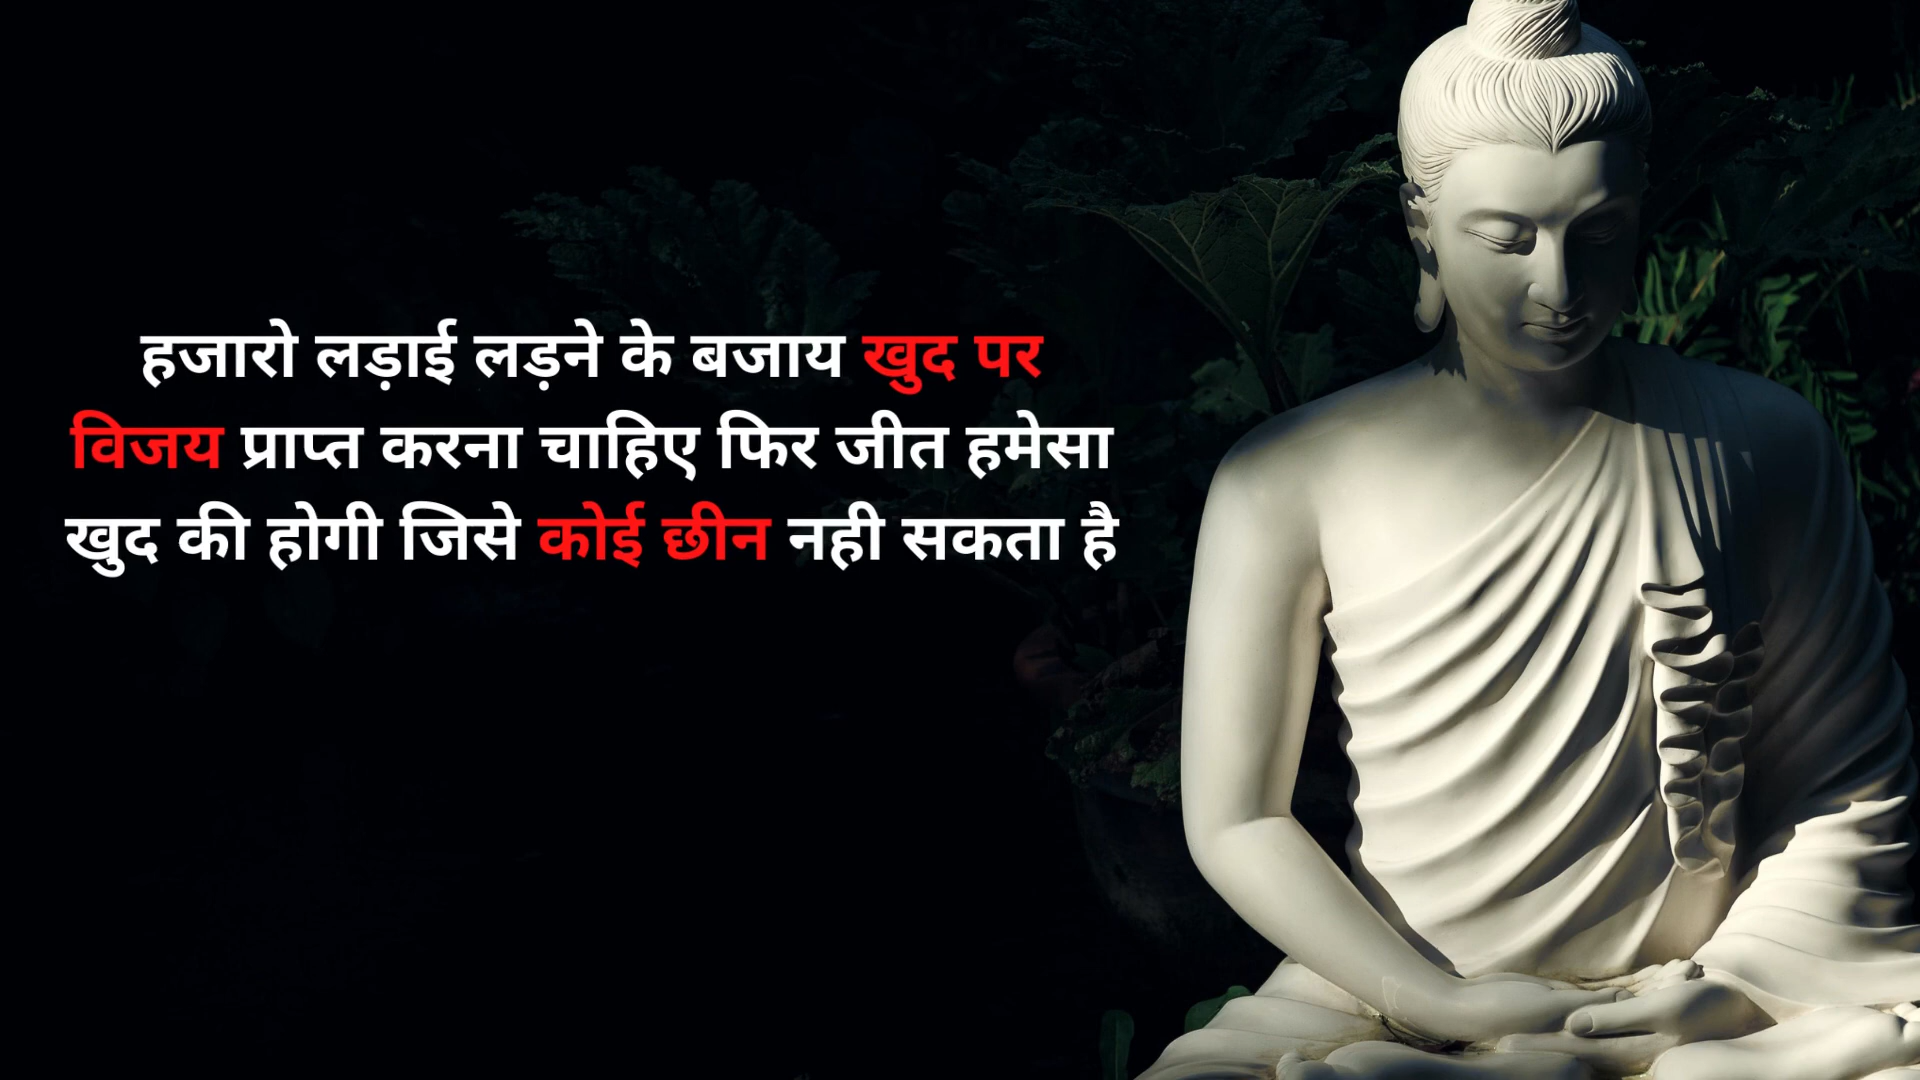 हजारो लड़ाई लड़ने के बजाय खुद पर
विजय प्राप्त करना चाहिए फिर जीत हमेसा
खुद की होगी जिसे कोई छीन नही सकता है